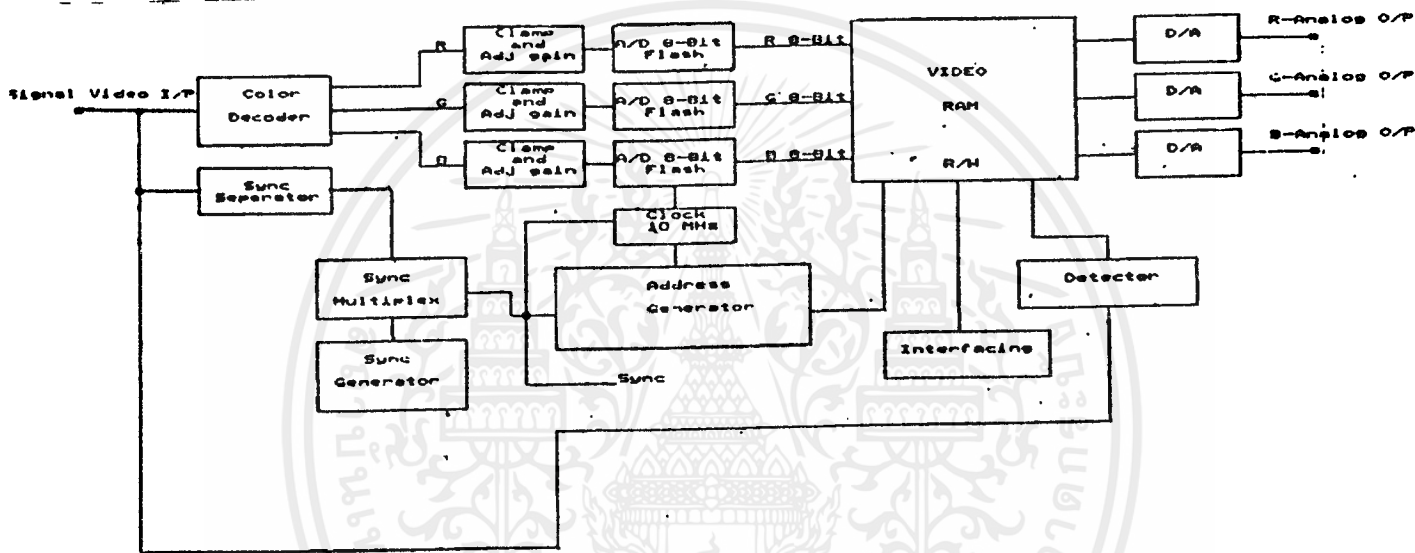 Signal Video I/P
Color
Decoder
R
Clamp
and
Adj gain
A/D 8-Bit
Flash
R 8-Bit
G
Clamp
and
Adj gain
A/D 8-Bit
Flash
G 8-Bit
B
Clamp
and
Adj gain
A/D 8-Bit
Flash
B 8-Bit
VIDEO
RAM
R/W
D/A
R-Analog O/P
D/A
G-Analog O/P
D/A
B-Analog O/P
Sync
Separator
Clock
10 MHz
Sync
Multiplex
Address
Generator
Detector
Sync
Generator
Sync
Interfacing